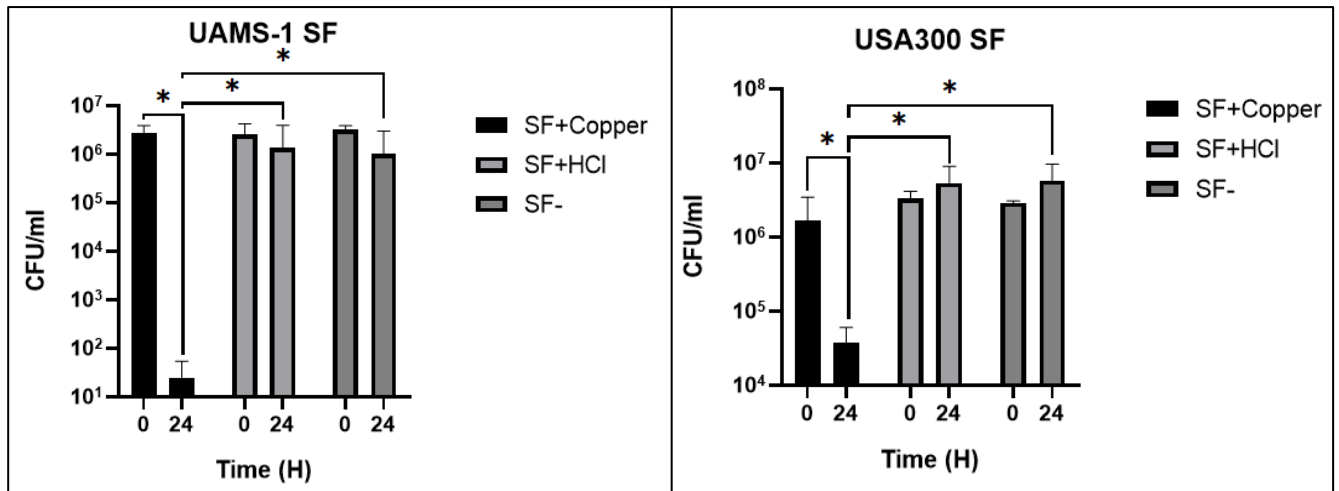 UAMS-1 SF
*
*
*
10⁷
10⁶
10⁵
10⁴
10³
10²
10¹
CFU/ml
0 24 0 24 0 24
Time (H)
SF+Copper
SF+HCl
SF-
USA300 SF
*
*
*
10⁸
10⁷
10⁶
10⁵
10⁴
CFU/ml
0 24 0 24 0 24
Time (H)
SF+Copper
SF+HCl
SF-